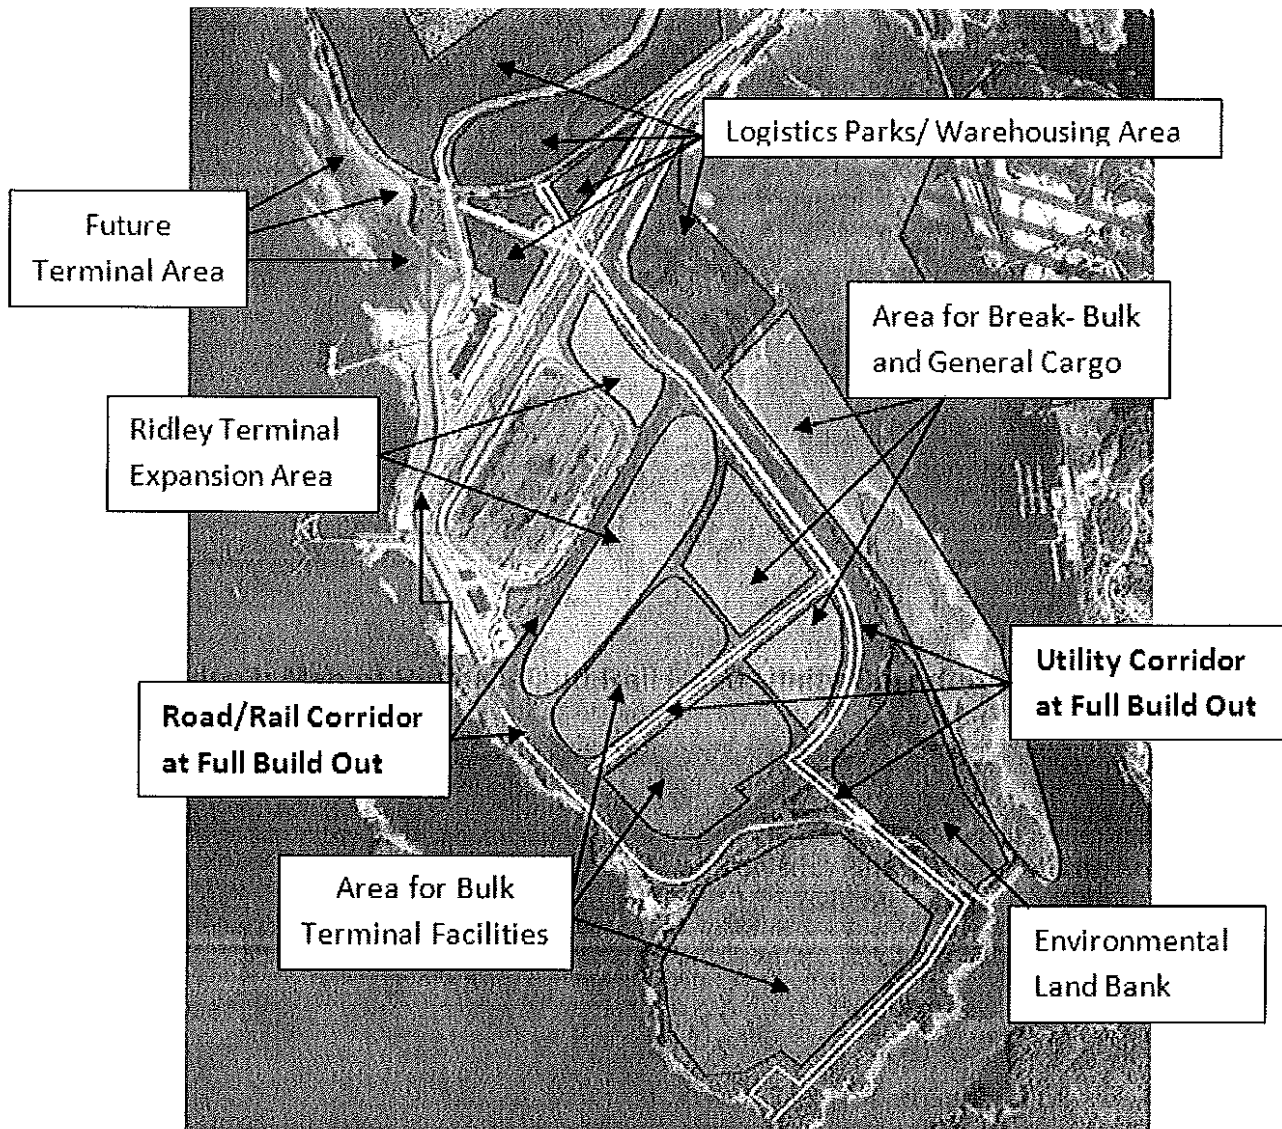 Logistics Parks/ Warehousing Area
Future
Terminal Area
Area for Break- Bulk
and General Cargo
Ridley Terminal
Expansion Area
Utility Corridor
at Full Build Out
Road/Rail Corridor
at Full Build Out
Area for Bulk
Terminal Facilities
Environmental
Land Bank